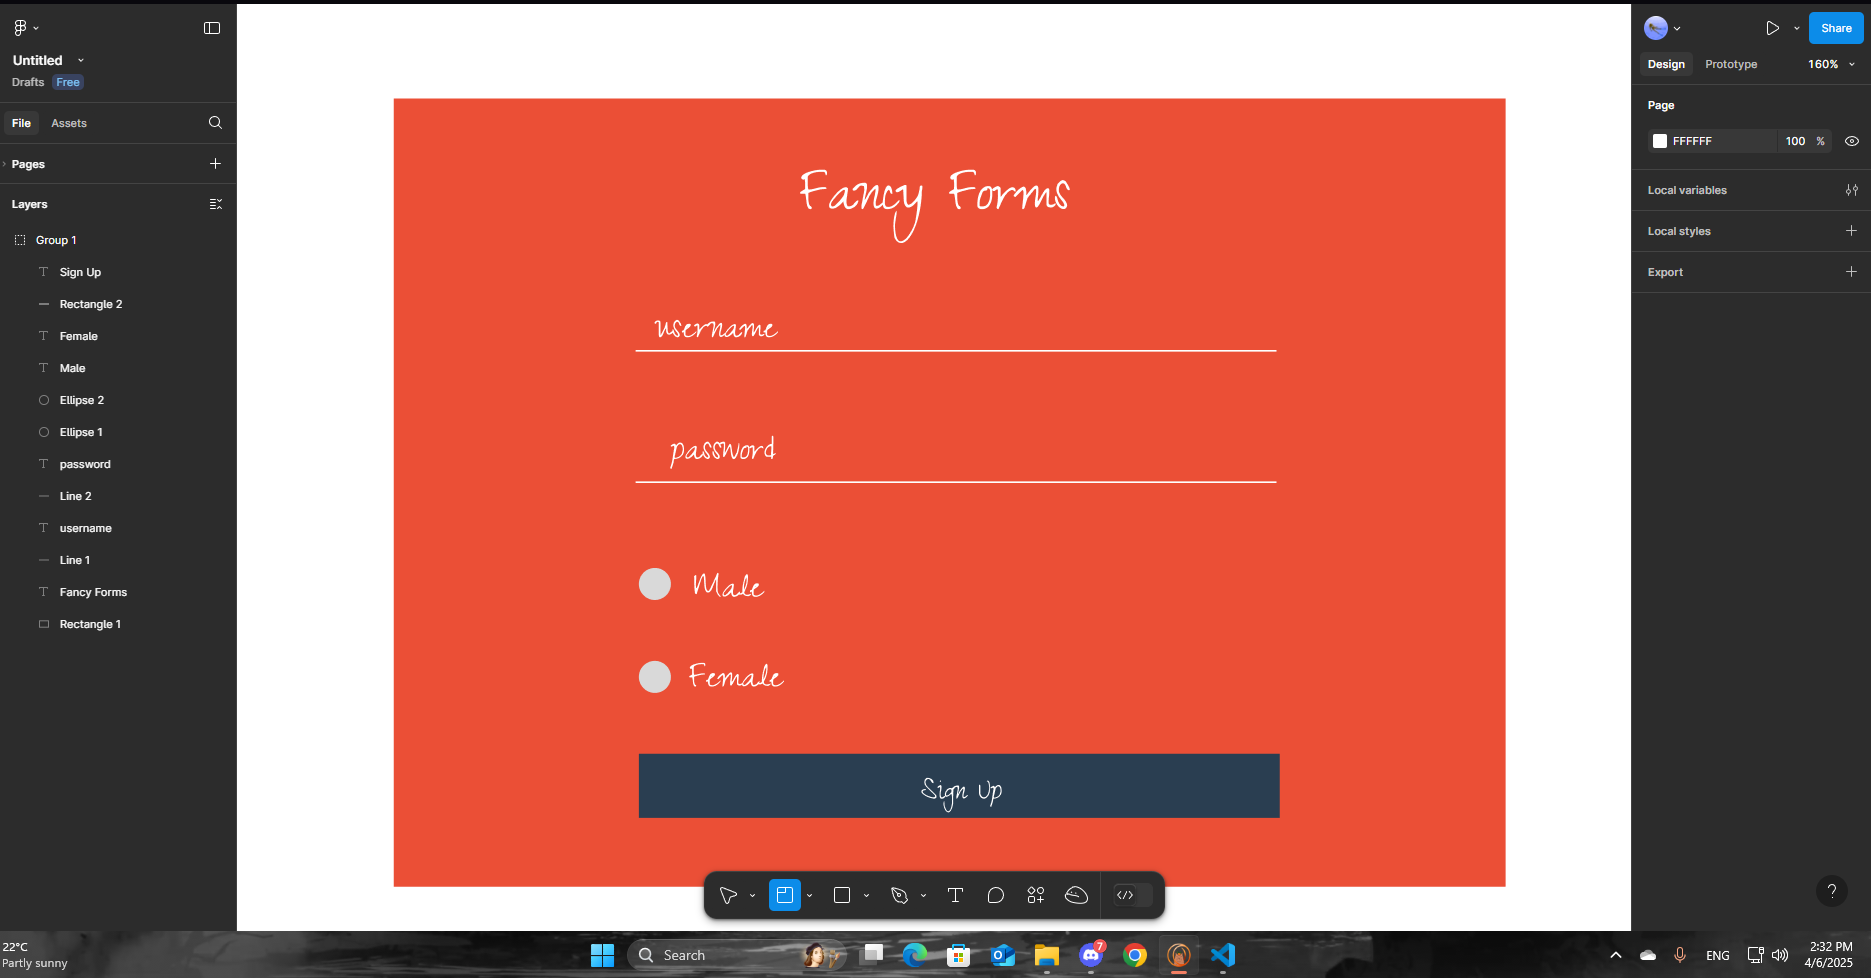 Untitled
Drafts Free
File Assets
Pages
Layers
Group 1
Sign Up
Rectangle 2
Female
Male
Ellipse 2
Ellipse 1
password
Line 2
username
Line 1
Fancy Forms
Rectangle 1
Fancy Forms
username
password
Male
Female
Sign Up
Share
Design Prototype 160%
Page
FFFFFF 100 %
Local variables
Local styles
Export
?
22°C
Partly sunny
Search
7
ENG
2:32 PM
4/6/2025